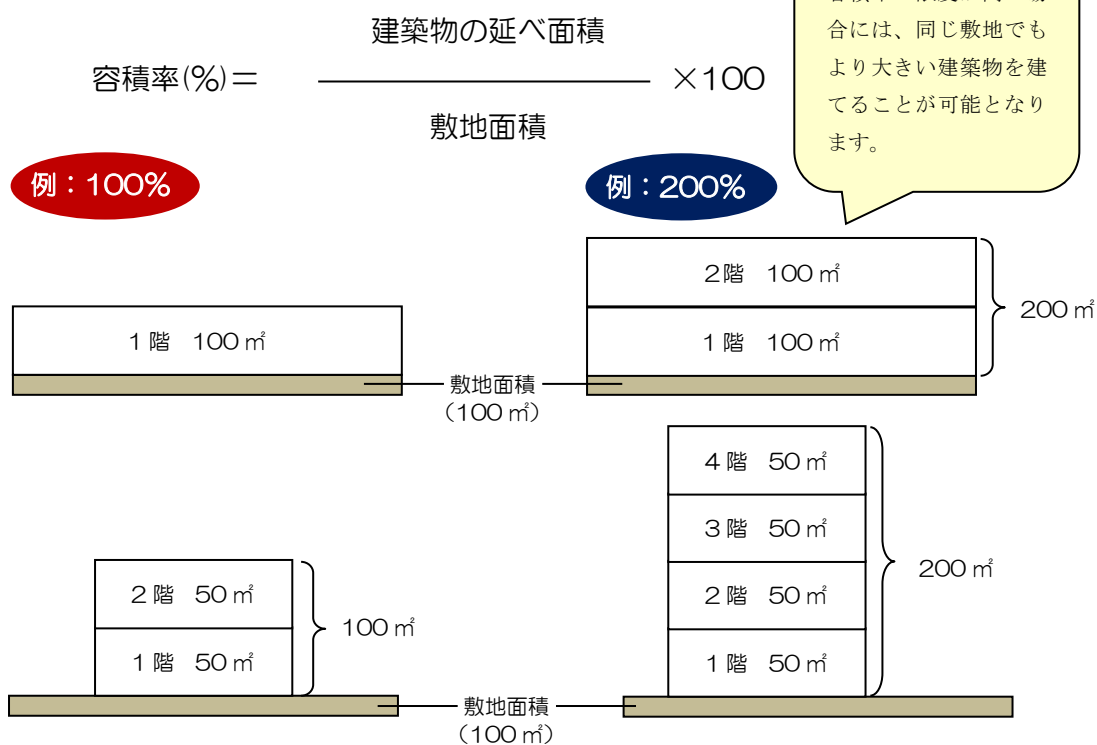 建築物の延べ面積
容積率(%)＝ ×100
敷地面積
合には、同じ敷地でも
より大きい建築物を建
てることが可能となり
ます。
例：100%
例：200%
1階 100㎡
2階 100㎡
1階 100㎡
200㎡
敷地面積
（100㎡）
2階 50㎡
1階 50㎡
100㎡
4階 50㎡
3階 50㎡
2階 50㎡
1階 50㎡
200㎡
敷地面積
（100㎡）